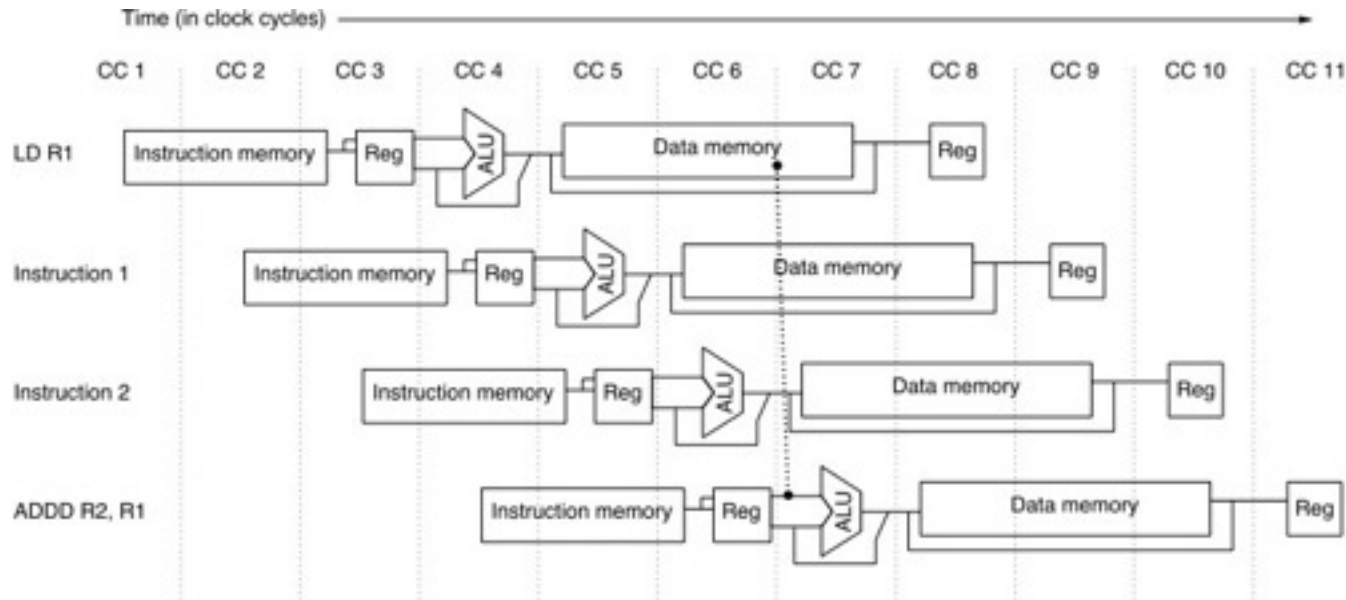 Time (in clock cycles)
CC 1 CC 2 CC 3 CC 4 CC 5 CC 6 CC 7 CC 8 CC 9 CC 10 CC 11
LD R1 Instruction memory Reg ALU Data memory Reg
Instruction 1 Instruction memory Reg ALU Data memory Reg
Instruction 2 Instruction memory Reg ALU Data memory Reg
ADDD R2, R1 Instruction memory Reg ALU Data memory Reg